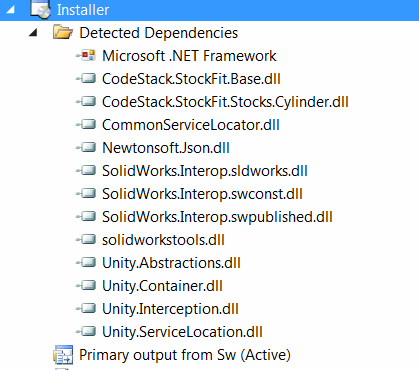 Installer
Detected Dependencies
Microsoft .NET Framework
CodeStack.StockFit.Base.dll
CodeStack.StockFit.Stocks.Cylinder.dll
CommonServiceLocator.dll
Newtonsoft.Json.dll
SolidWorks.Interop.sldworks.dll
SolidWorks.Interop.swconst.dll
SolidWorks.Interop.swpublished.dll
solidworkstools.dll
Unity.Abstractions.dll
Unity.Container.dll
Unity.Interception.dll
Unity.ServiceLocation.dll
Primary output from Sw (Active)